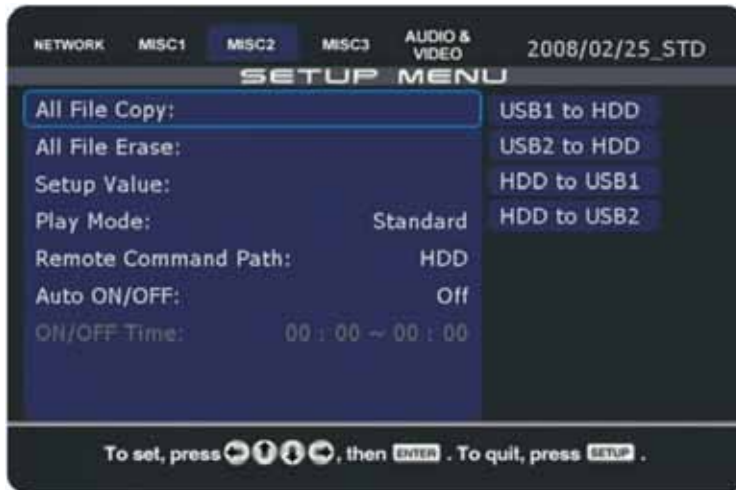 NETWORK MISC1 MISC2 MISC3 AUDIO & VIDEO 2008/02/25_STD
SETUP MENU
All File Copy: USB1 to HDD
All File Erase: USB2 to HDD
Setup Value: HDD to USB1
Play Mode: Standard HDD to USB2
Remote Command Path: HDD
Auto ON/OFF: Off
ON/OFF Time: 00 : 00 ~ 00 : 00
To set, press , then ENTER . To quit, press SETUP .